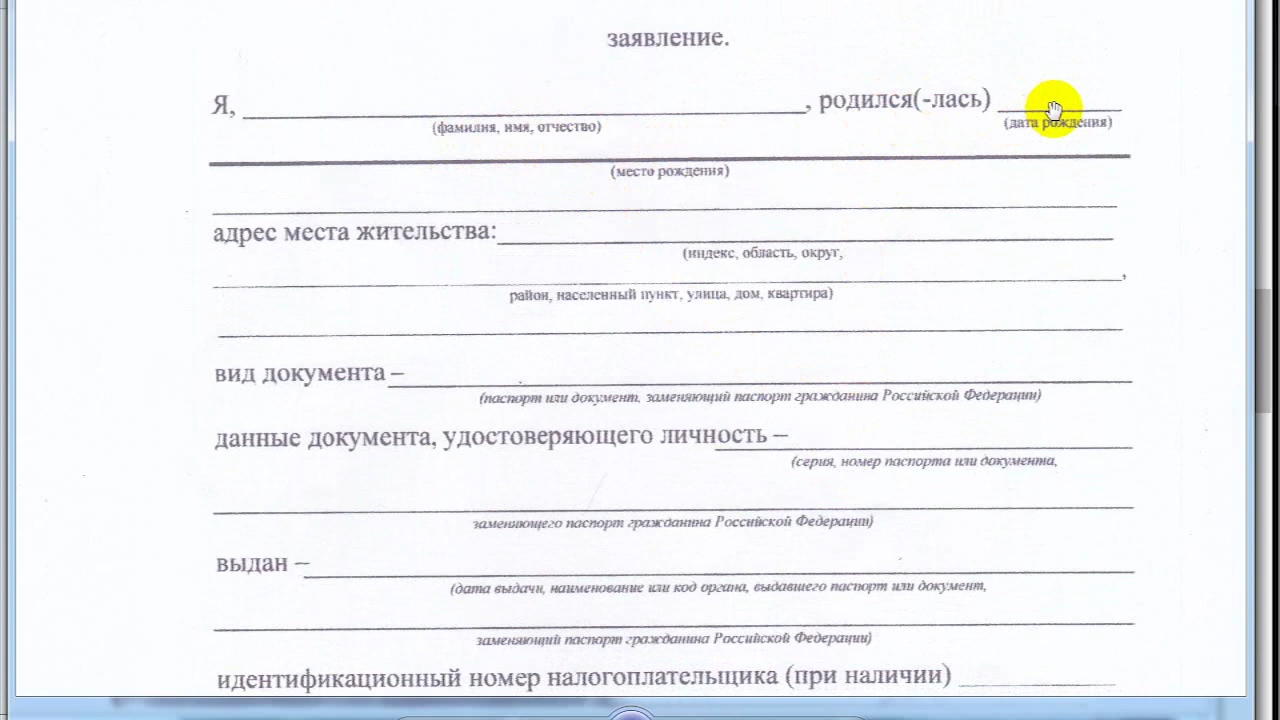 заявление.
Я, , родился(-лась)
(фамилия, имя, отчество) (дата рождения)
(место рождения)
адрес места жительства:
(индекс, область, округ,
,
район, населенный пункт, улица, дом, квартира)
вид документа –
(паспорт или документ, заменяющий паспорт гражданина Российской Федерации)
данные документа, удостоверяющего личность –
(серия, номер паспорта или документа,
заменяющего паспорт гражданина Российской Федерации)
выдан –
(дата выдачи, наименование или код органа, выдавшего паспорт или документ,
заменяющий паспорт гражданина Российской Федерации)
идентификационный номер налогоплательщика (при наличии)